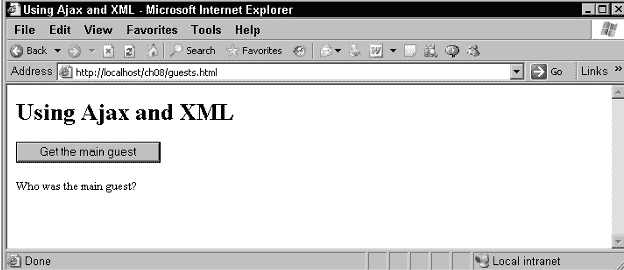 Using Ajax and XML - Microsoft Internet Explorer
File Edit View Favorites Tools Help
Back Search Favorites
Address http://localhost/ch08/guests.html Go Links »
Using Ajax and XML
Get the main guest
Who was the main guest?
Done Local intranet